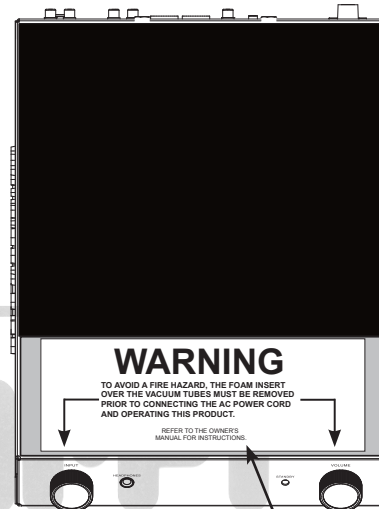 WARNING
TO AVOID A FIRE HAZARD, THE FOAM INSERT
OVER THE VACUUM TUBES MUST BE REMOVED
PRIOR TO CONNECTING THE AC POWER CORD
AND OPERATING THIS PRODUCT.
REFER TO THE OWNER'S
MANUAL FOR INSTRUCTIONS.
INPUT
HEADPHONES
STANDBY
VOLUME